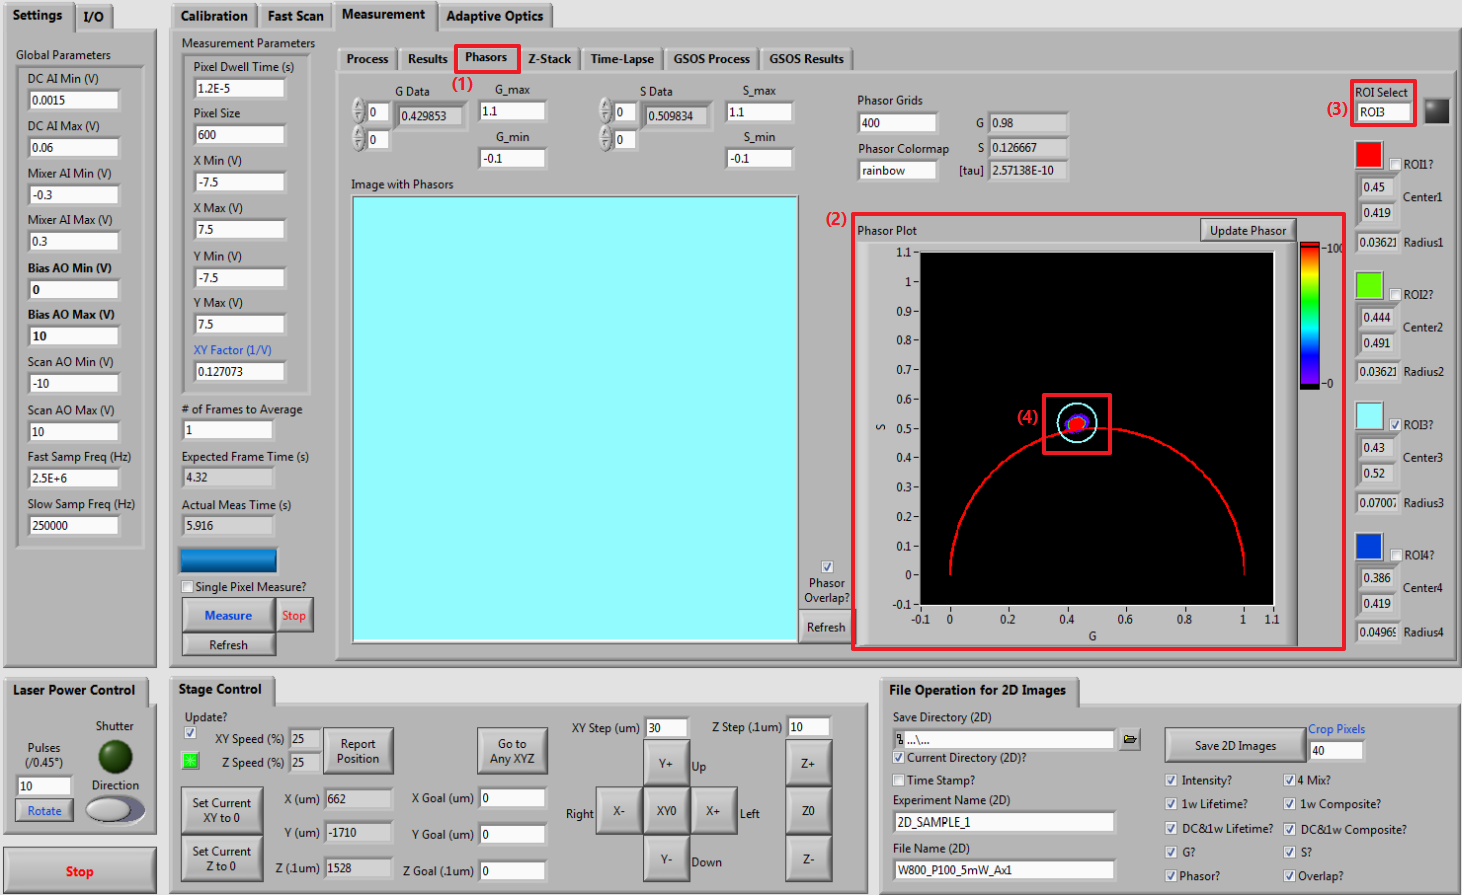 Settings
I/O
Global Parameters
DC AI Min (V)
0.0015
DC AI Max (V)
0.06
Mixer AI Min (V)
-0.3
Mixer AI Max (V)
0.3
Bias AO Min (V)
0
Bias AO Max (V)
10
Scan AO Min (V)
-10
Scan AO Max (V)
10
Fast Samp Freq (Hz)
2.5E+6
Slow Samp Freq (Hz)
250000
Calibration
Fast Scan
Measurement
Adaptive Optics
Measurement Parameters
Pixel Dwell Time (s)
1.2E-5
Pixel Size
600
X Min (V)
-7.5
X Max (V)
7.5
Y Min (V)
-7.5
Y Max (V)
7.5
XY Factor (1/V)
0.127073
# of Frames to Average
1
Expected Frame Time (s)
4.32
Actual Meas Time (s)
5.916
Single Pixel Measure?
Measure
Stop
Refresh
Process
Results
Phasors
Z-Stack
Time-Lapse
GSOS Process
GSOS Results
(1)
G Data
0
0.429853
0
G_max
1.1
G_min
-0.1
S Data
0
0.509834
0
S_max
1.1
S_min
-0.1
Phasor Grids
400
Phasor Colormap
rainbow
G 0.98
S 0.126667
[tau] 2.57138E-10
(3)
ROI Select
ROI3
Image with Phasors
Phasor Overlap?
Refresh
(2)
Phasor Plot
Update Phasor
1.1
1
0.9
0.8
0.7
0.6
0.5
0.4
0.3
0.2
0.1
0
-0.1
S
(4)
-0.1 0 0.2 0.4 0.6 0.8 1 1.1
G
100
0
ROI1?
0.45
Center1
0.419
0.03621 Radius1
ROI2?
0.444
Center2
0.491
0.03621 Radius2
ROI3?
0.43
Center3
0.52
0.07007 Radius3
ROI4?
0.386
Center4
0.419
0.04969 Radius4
Laser Power Control
Shutter
Pulses
(/0.45°)
10
Rotate
Direction
Stop
Stage Control
Update?
XY Speed (%) 25
Z Speed (%) 25
Report Position
Go to Any XYZ
Set Current XY to 0
Set Current Z to 0
X (um) 662
Y (um) -1710
Z (.1um) 1528
X Goal (um) 0
Y Goal (um) 0
Z Goal (.1um) 0
XY Step (um) 30
Z Step (.1um) 10
Y+ Up
Right X- XY0 X+ Left
Y- Down
Z+
Z0
Z-
File Operation for 2D Images
Save Directory (2D)
...\...
Current Directory (2D)?
Time Stamp?
Experiment Name (2D)
2D_SAMPLE_1
File Name (2D)
W800_P100_5mW_Ax1
Save 2D Images
Crop Pixels
40
Intensity?
4 Mix?
1w Lifetime?
1w Composite?
DC&1w Lifetime?
DC&1w Composite?
G?
S?
Phasor?
Overlap?